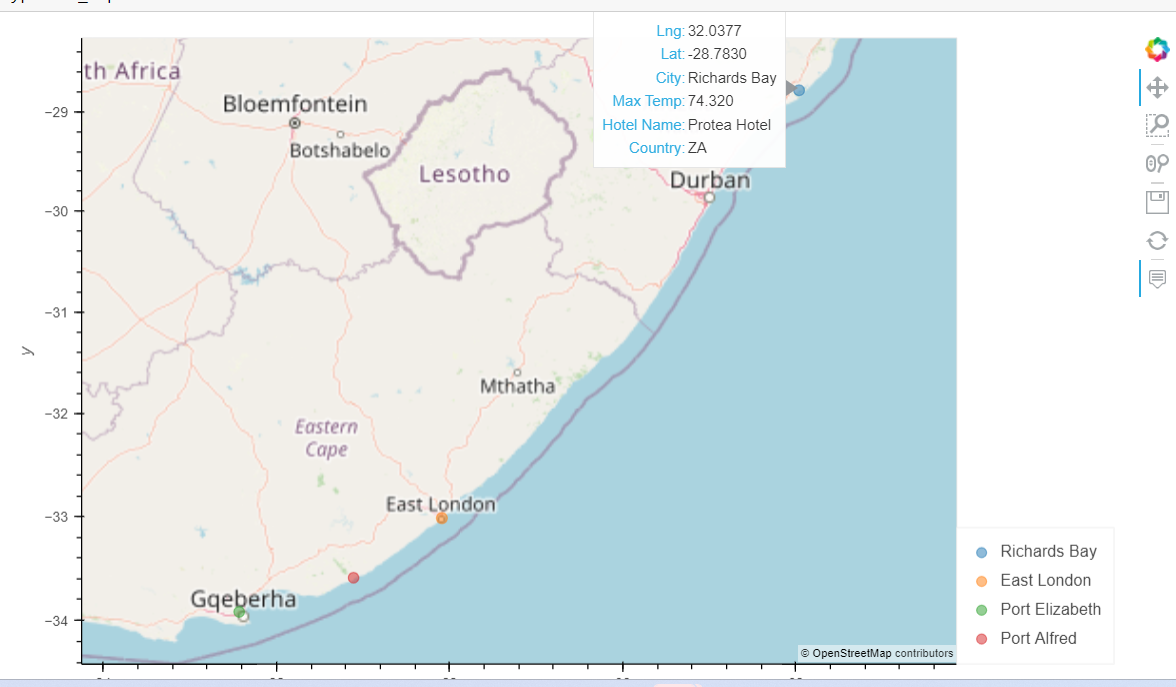 Lng: 32.0377
Lat: -28.7830
City: Richards Bay
Max Temp: 74.320
Hotel Name: Protea Hotel
Country: ZA
th Africa
Bloemfontein
Botshabelo
Lesotho
Durban
Mthatha
Eastern
Cape
East London
Gqeberha
−29
−30
−31
−32
−33
−34
y
Richards Bay
East London
Port Elizabeth
Port Alfred
© OpenStreetMap contributors